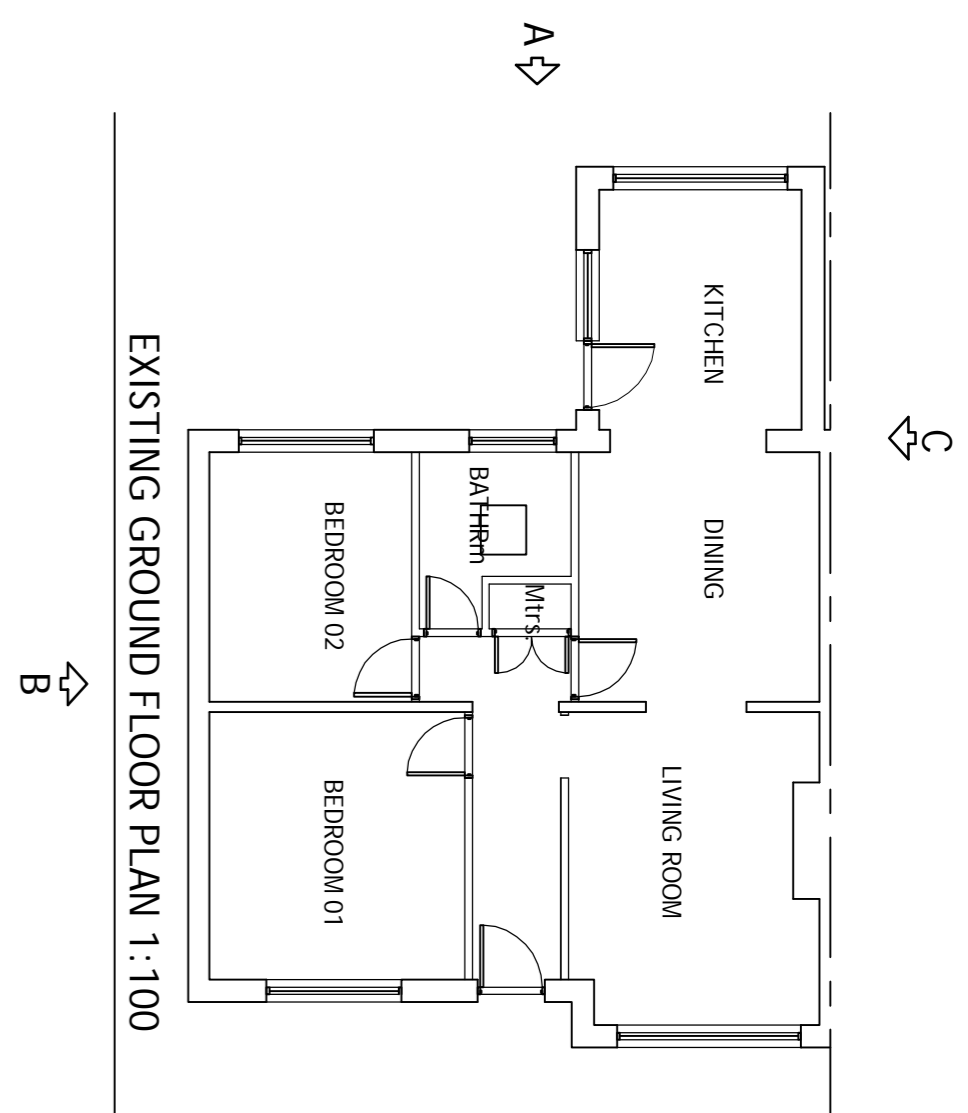 A
C
KITCHEN
DINING
LIVING ROOM
BATHRm
Mtrs.
BEDROOM 02
BEDROOM 01
EXISTING GROUND FLOOR PLAN 1:100
B